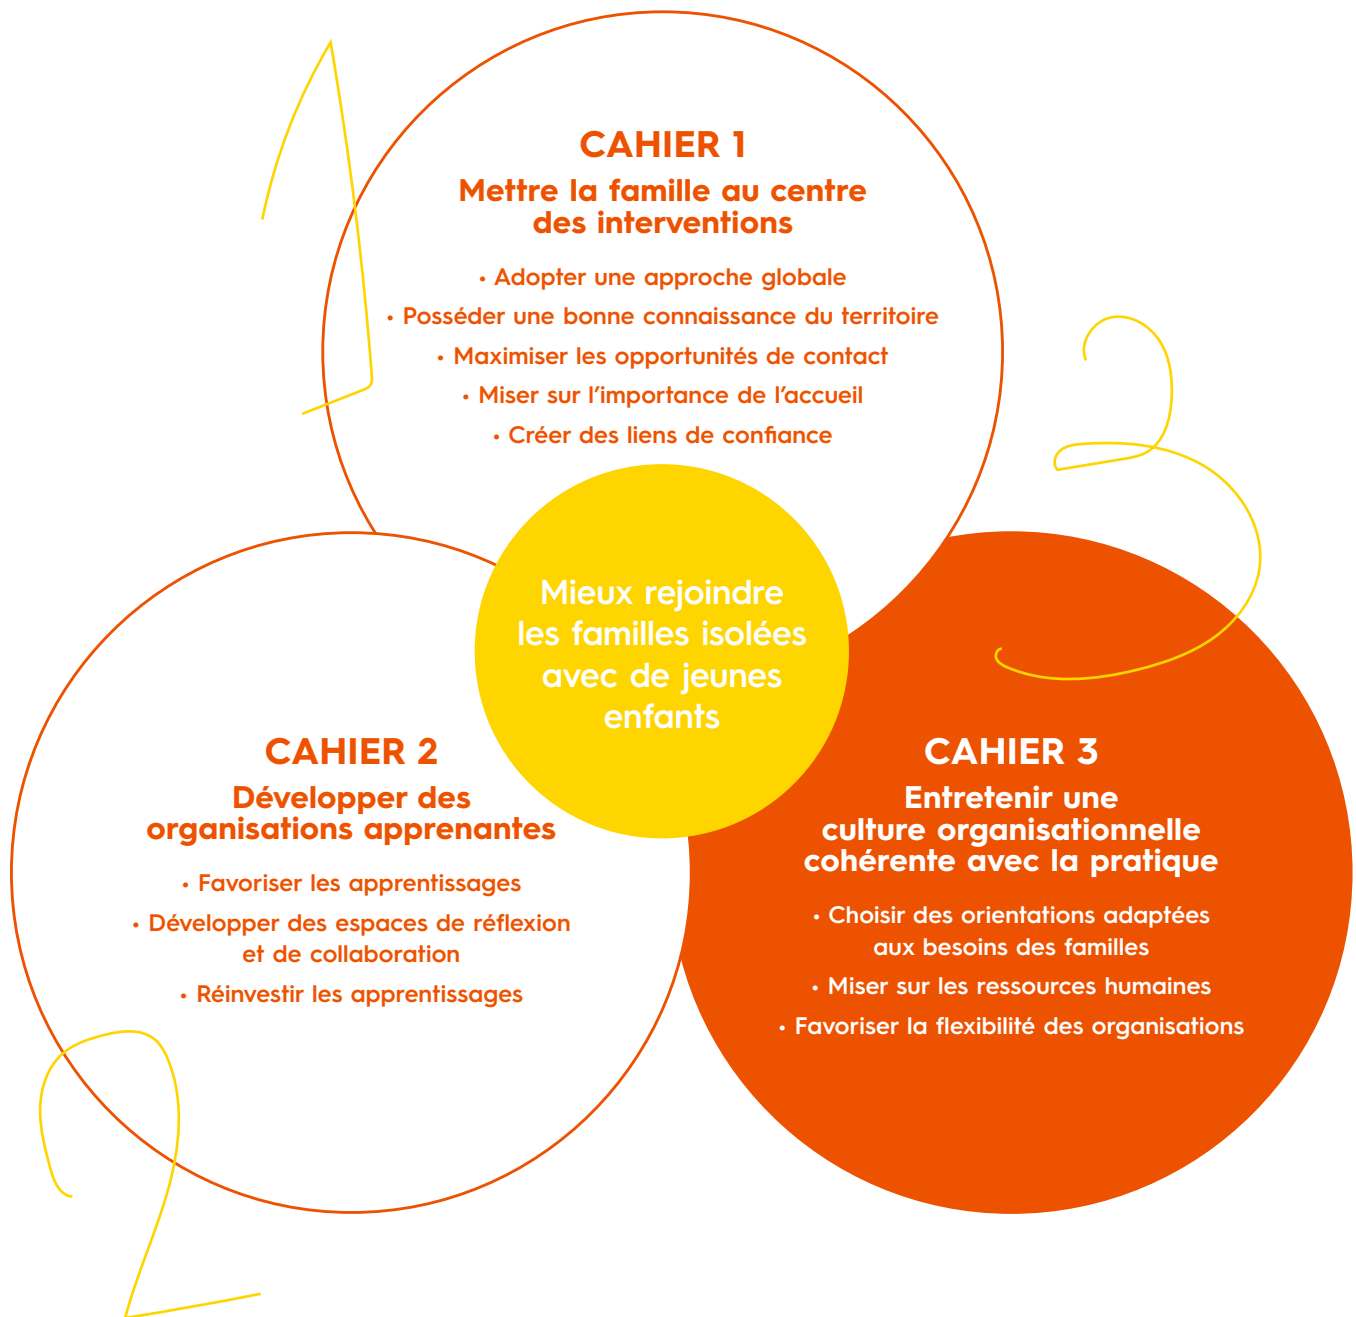 CAHIER 1
Mettre la famille au centre
des interventions
• Adopter une approche globale
• Posséder une bonne connaissance du territoire
• Maximiser les opportunités de contact
• Miser sur l’importance de l’accueil
• Créer des liens de confiance
Mieux rejoindre
les familles isolées
avec de jeunes
enfants
CAHIER 2
Développer des
organisations apprenantes
• Favoriser les apprentissages
• Développer des espaces de réflexion
et de collaboration
• Réinvestir les apprentissages
CAHIER 3
Entretenir une
culture organisationnelle
cohérente avec la pratique
• Choisir des orientations adaptées
aux besoins des familles
• Miser sur les ressources humaines
• Favoriser la flexibilité des organisations
1
2
3